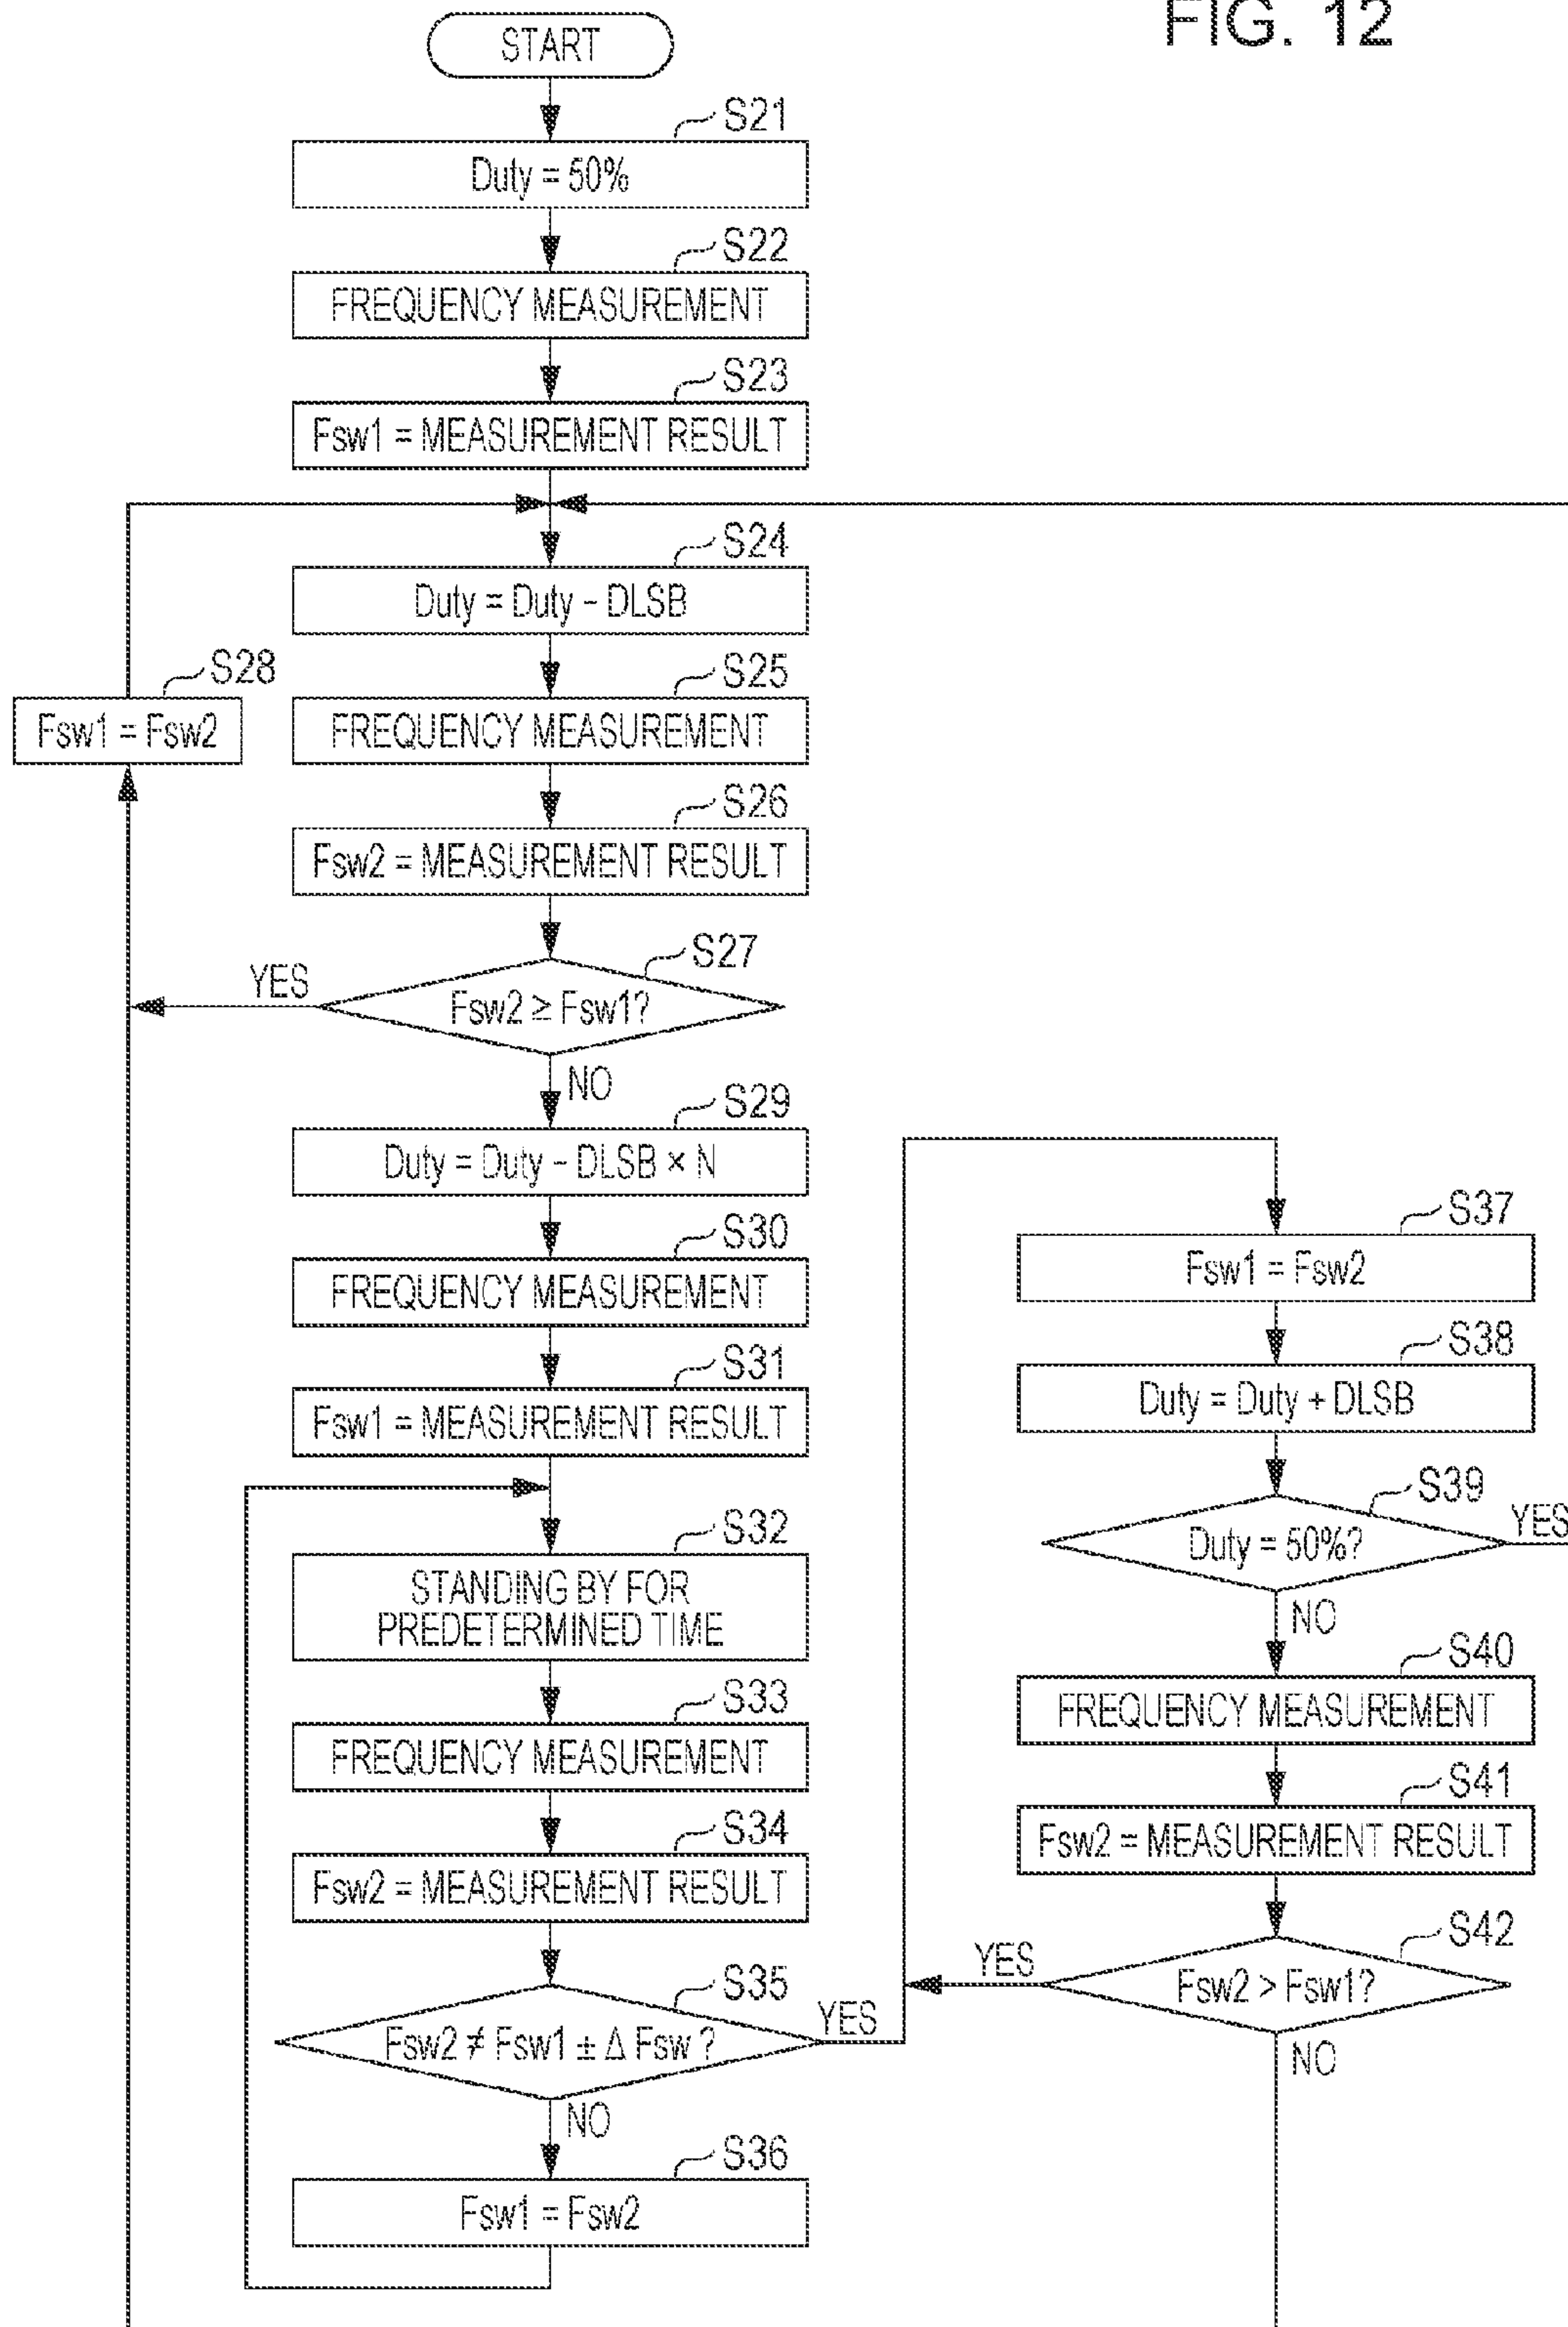 FIG. 12
START
S21
Duty = 50%
S22
FREQUENCY MEASUREMENT
S23
Fsw1 = MEASUREMENT RESULT
S24
Duty = Duty - DLSB
S28
Fsw1 = Fsw2
S25
FREQUENCY MEASUREMENT
S26
Fsw2 = MEASUREMENT RESULT
S27
Fsw2 ≥ Fsw1?
YES
NO
S29
Duty = Duty - DLSB × N
S30
FREQUENCY MEASUREMENT
S31
Fsw1 = MEASUREMENT RESULT
S32
STANDING BY FOR
PREDETERMINED TIME
S33
FREQUENCY MEASUREMENT
S34
Fsw2 = MEASUREMENT RESULT
S35
Fsw2 ≠ Fsw1 ± Δ Fsw ?
YES
NO
S36
Fsw1 = Fsw2
S37
Fsw1 = Fsw2
S38
Duty = Duty + DLSB
S39
Duty = 50%?
YES
NO
S40
FREQUENCY MEASUREMENT
S41
Fsw2 = MEASUREMENT RESULT
S42
Fsw2 > Fsw1?
YES
NO